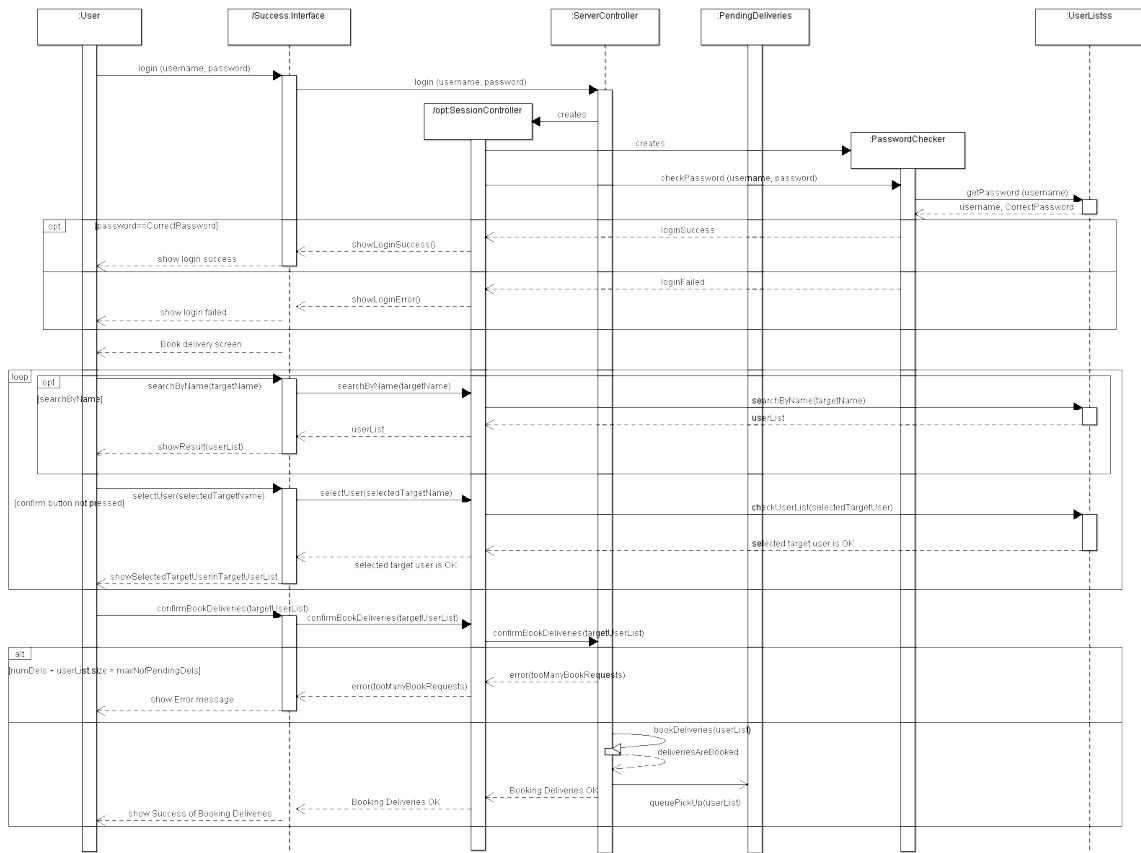 :User
/Success:Interface
:ServerController
:PendingDeliveries
:UserListss
login (username, password)
login (username, password)
/opt:SessionController
creates
:PasswordChecker
creates
checkPassword (username, password)
getPassword (username)
username, CorrectPassword
opt
[password==CorrectPassword]
loginSuccess
showLoginSuccess()
show login success
loginFailed
showLoginError()
show login failed
Book delivery screen
loop
opt
searchByName(targetName)
searchByName(targetName)
[searchByName]
searchByName(targetName)
userList
userList
showResult(userList)
selectUser(selectedTargetName)
selectUser(selectedTargetName)
[confirm button not pressed]
checkUserList(selectedTargetUser)
selected target user is OK
selected target user is OK
showSelectedTargetUserInTargetUserList
confirmBookDeliveries(targetUserList)
confirmBookDeliveries(targetUserList)
confirmBookDeliveries(targetUserList)
alt
[numDels + userList.size > maxNofPendingDels]
error(tooManyBookRequests)
error(tooManyBookRequests)
show Error message
bookDeliveries(userList)
deliveriesAreBooked
Booking Deliveries OK
queuePickUp(userList)
Booking Deliveries OK
show Success of Booking Deliveries